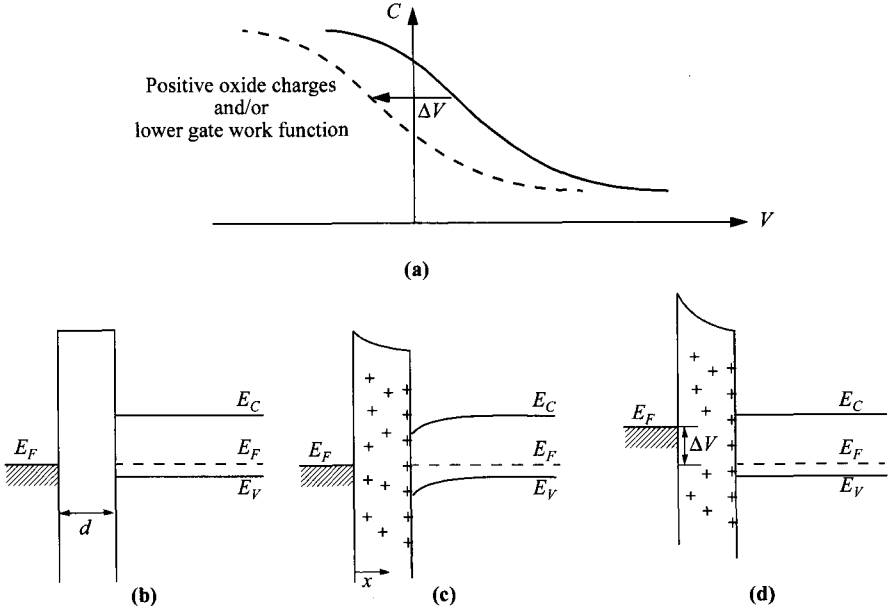 C
Positive oxide charges
and/or
lower gate work function
ΔV
V
(a)
E_F
d
E_C
E_F
E_V
(b)
E_F
+ + + + + + + + + + + + + + + + + +
x
E_C
E_F
E_V
(c)
E_F
ΔV
+ + + + + + + + + + + + + + + + +
E_C
E_F
E_V
(d)